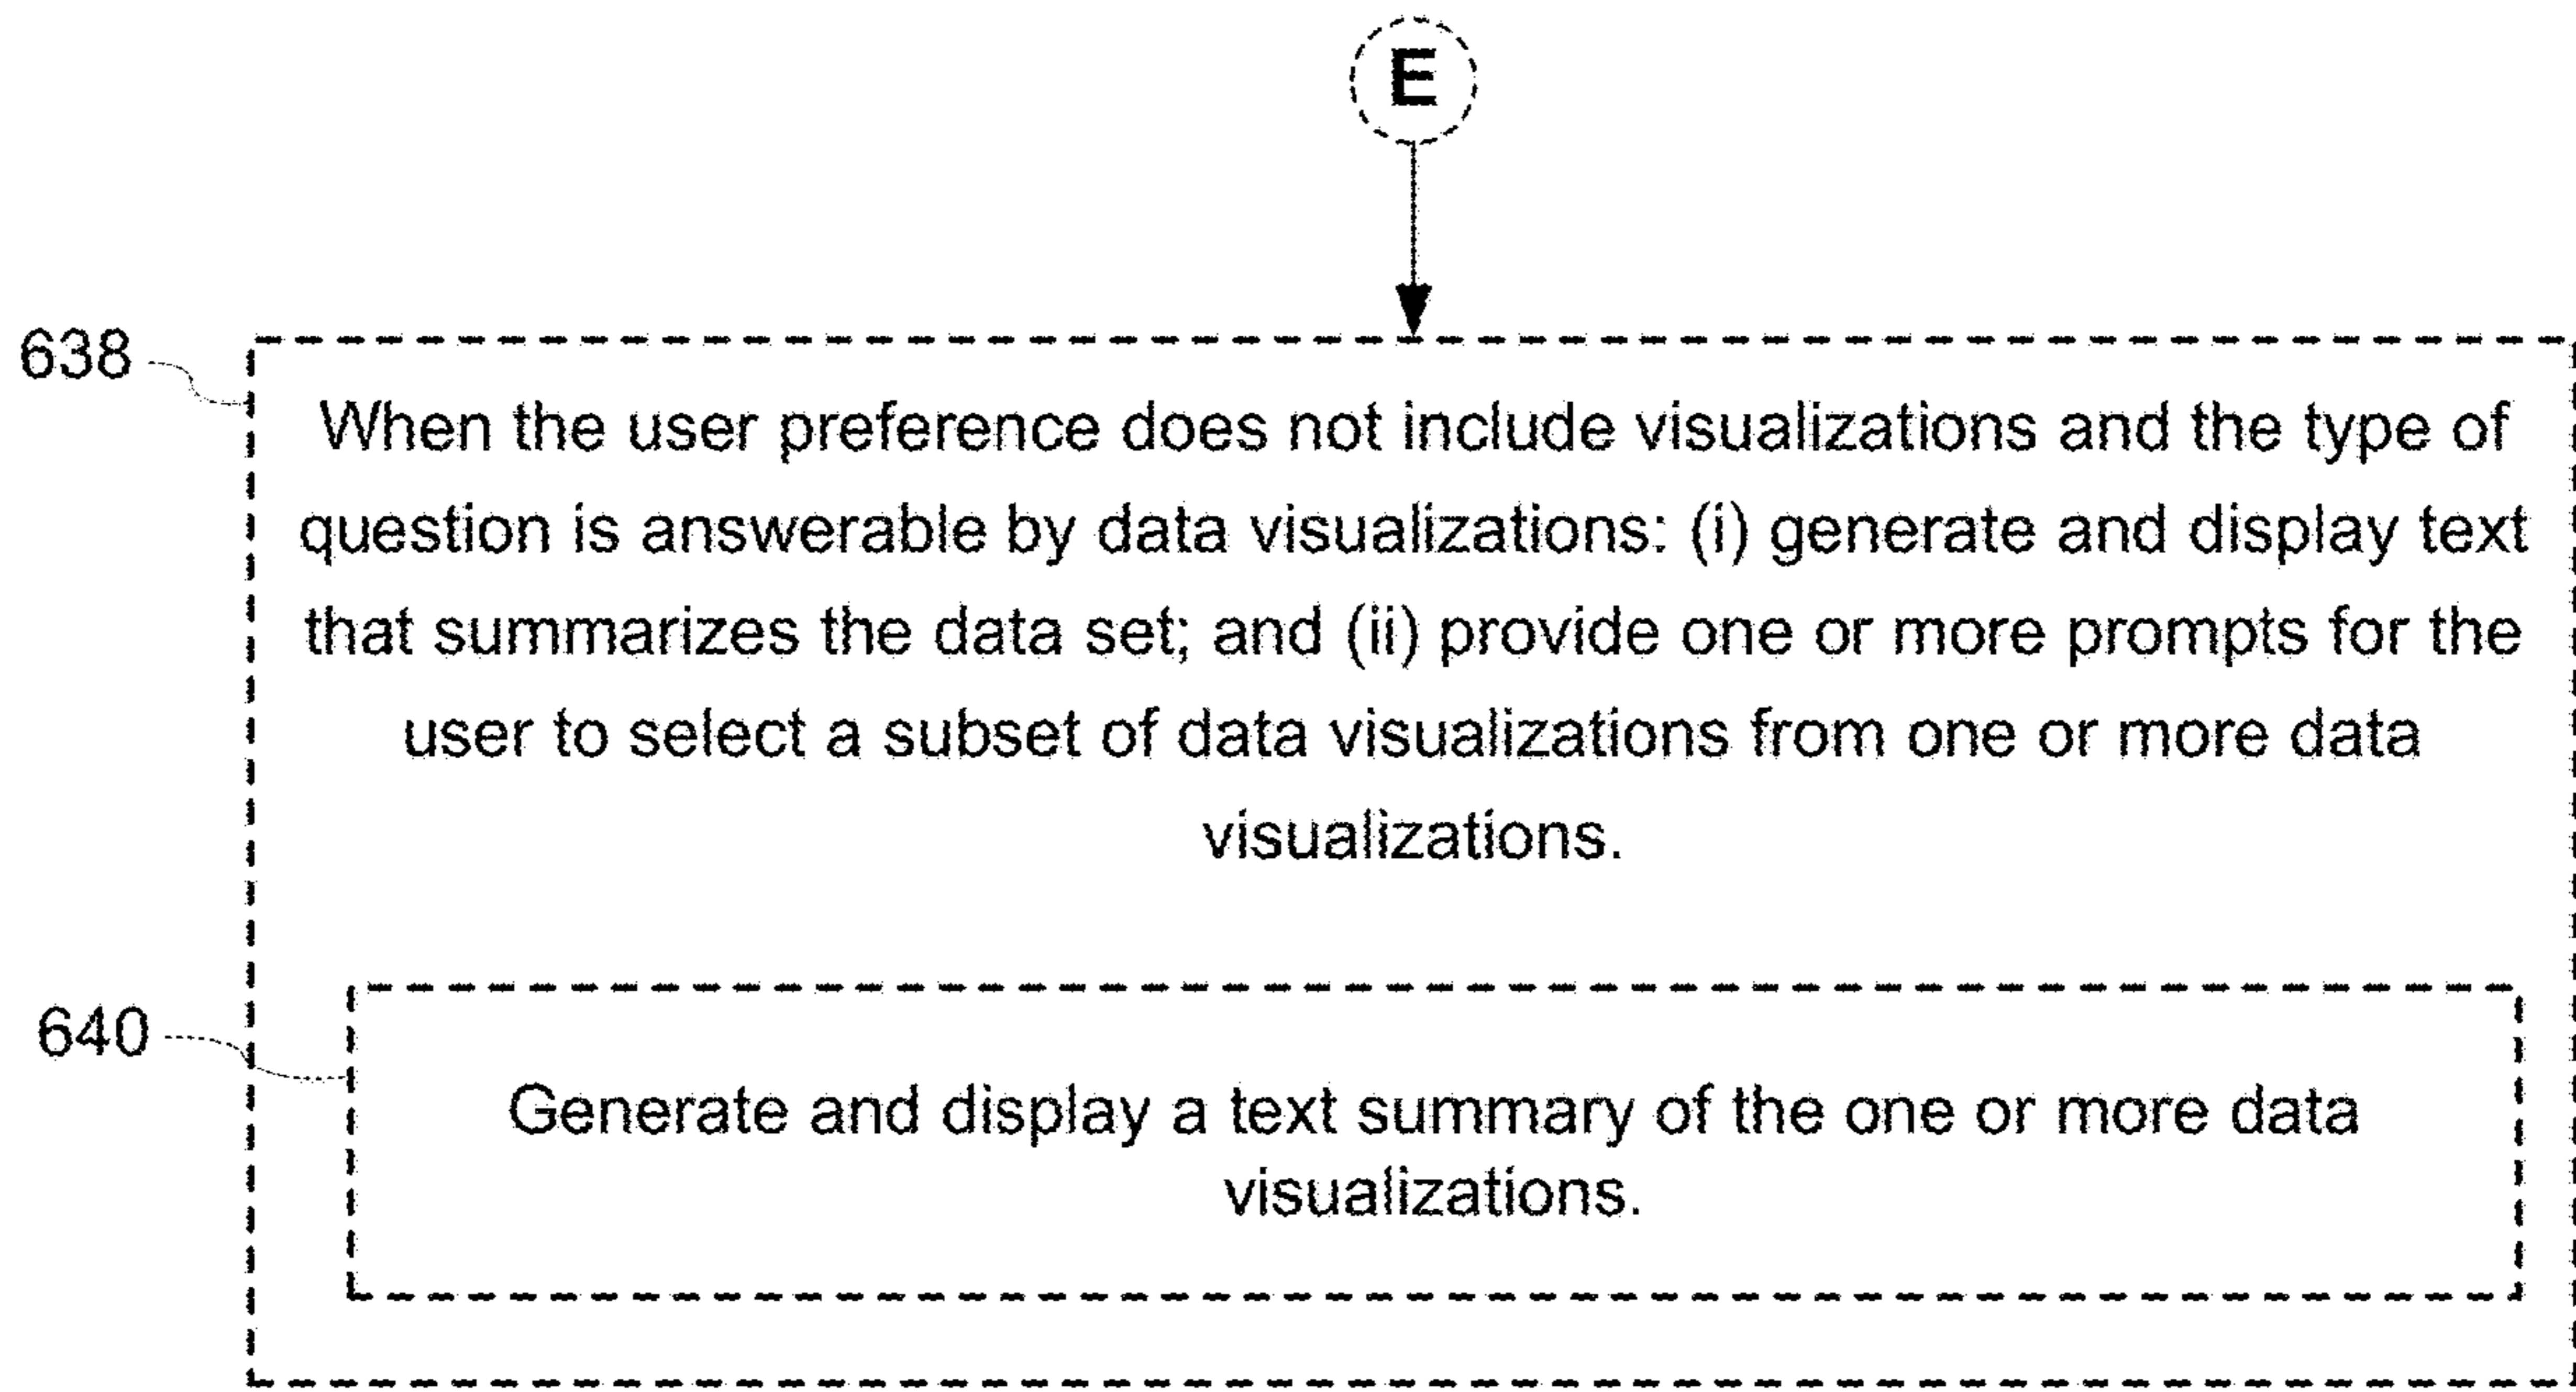 E
638
When the user preference does not include visualizations and the type of
question is answerable by data visualizations: (i) generate and display text
that summarizes the data set; and (ii) provide one or more prompts for the
user to select a subset of data visualizations from one or more data
visualizations.
640
Generate and display a text summary of the one or more data
visualizations.